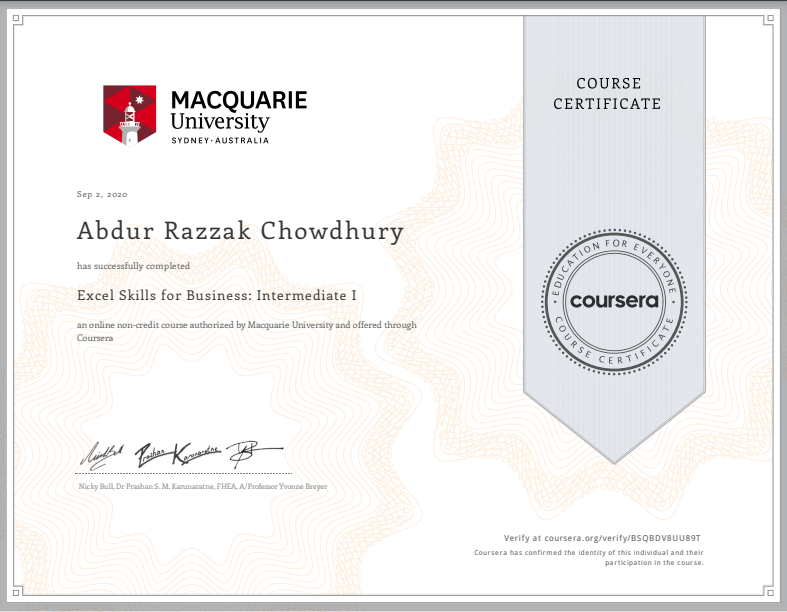 MACQUARIE
University
SYDNEY·AUSTRALIA
COURSE
CERTIFICATE
Sep 2, 2020
Abdur Razzak Chowdhury
has successfully completed
Excel Skills for Business: Intermediate I
an online non-credit course authorized by Macquarie University and offered through
Coursera
EDUCATION FOR EVERYONE
coursera
COURSE CERTIFICATE
Prashan Karunaratne
Nicky Bull, Dr Prashan S. M. Karunaratne, FHEA, A/Professor Yvonne Breyer
Verify at coursera.org/verify/BSQBDV8UU89T
Coursera has confirmed the identity of this individual and their
participation in the course.